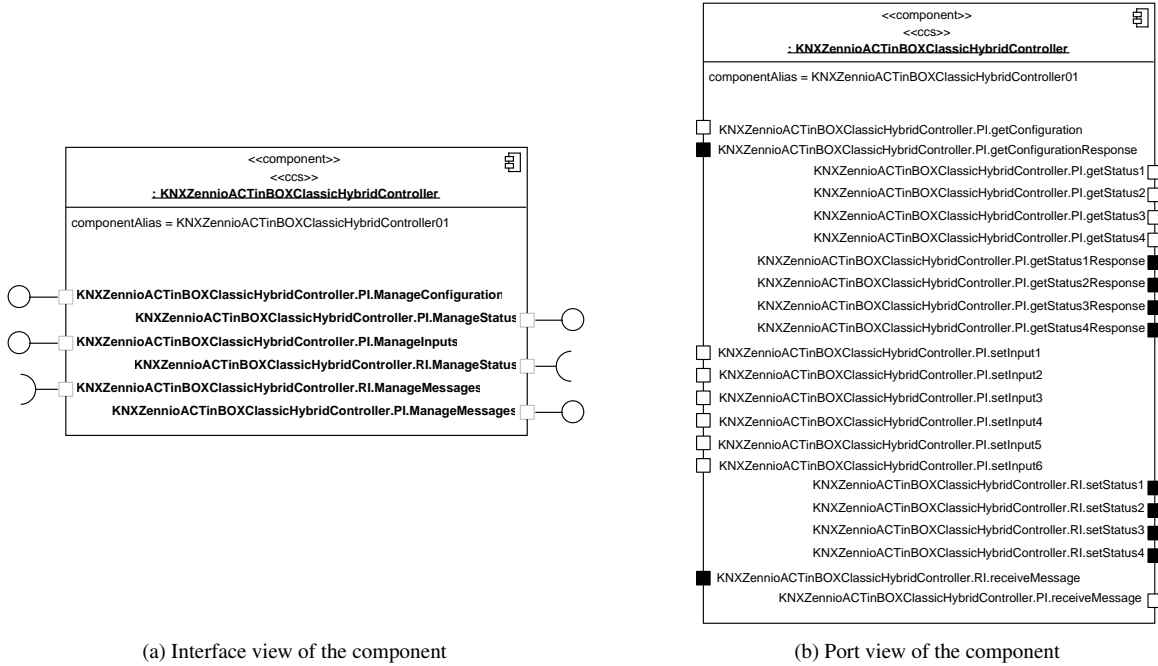 <<component>>
<<ccs>>
: KNXZennioACTinBOXClassicHybridController
componentAlias = KNXZennioACTinBOXClassicHybridController01
KNXZennioACTinBOXClassicHybridController.PI.ManageConfiguration
KNXZennioACTinBOXClassicHybridController.PI.ManageStatus
KNXZennioACTinBOXClassicHybridController.PI.ManageInputs
KNXZennioACTinBOXClassicHybridController.RI.ManageStatus
KNXZennioACTinBOXClassicHybridController.RI.ManageMessages
KNXZennioACTinBOXClassicHybridController.PI.ManageMessages
(a) Interface view of the component
<<component>>
<<ccs>>
: KNXZennioACTinBOXClassicHybridController
componentAlias = KNXZennioACTinBOXClassicHybridController01
KNXZennioACTinBOXClassicHybridController.PI.getConfiguration
KNXZennioACTinBOXClassicHybridController.PI.getConfigurationResponse
KNXZennioACTinBOXClassicHybridController.PI.getStatus1
KNXZennioACTinBOXClassicHybridController.PI.getStatus2
KNXZennioACTinBOXClassicHybridController.PI.getStatus3
KNXZennioACTinBOXClassicHybridController.PI.getStatus4
KNXZennioACTinBOXClassicHybridController.PI.getStatus1Response
KNXZennioACTinBOXClassicHybridController.PI.getStatus2Response
KNXZennioACTinBOXClassicHybridController.PI.getStatus3Response
KNXZennioACTinBOXClassicHybridController.PI.getStatus4Response
KNXZennioACTinBOXClassicHybridController.PI.setInput1
KNXZennioACTinBOXClassicHybridController.PI.setInput2
KNXZennioACTinBOXClassicHybridController.PI.setInput3
KNXZennioACTinBOXClassicHybridController.PI.setInput4
KNXZennioACTinBOXClassicHybridController.PI.setInput5
KNXZennioACTinBOXClassicHybridController.PI.setInput6
KNXZennioACTinBOXClassicHybridController.RI.setStatus1
KNXZennioACTinBOXClassicHybridController.RI.setStatus2
KNXZennioACTinBOXClassicHybridController.RI.setStatus3
KNXZennioACTinBOXClassicHybridController.RI.setStatus4
KNXZennioACTinBOXClassicHybridController.RI.receiveMessage
KNXZennioACTinBOXClassicHybridController.PI.receiveMessage
(b) Port view of the component